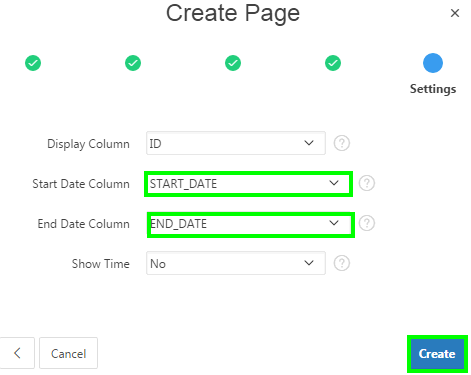 Create Page
Settings
Display Column ID
Start Date Column START_DATE
End Date Column END_DATE
Show Time No
Cancel Create